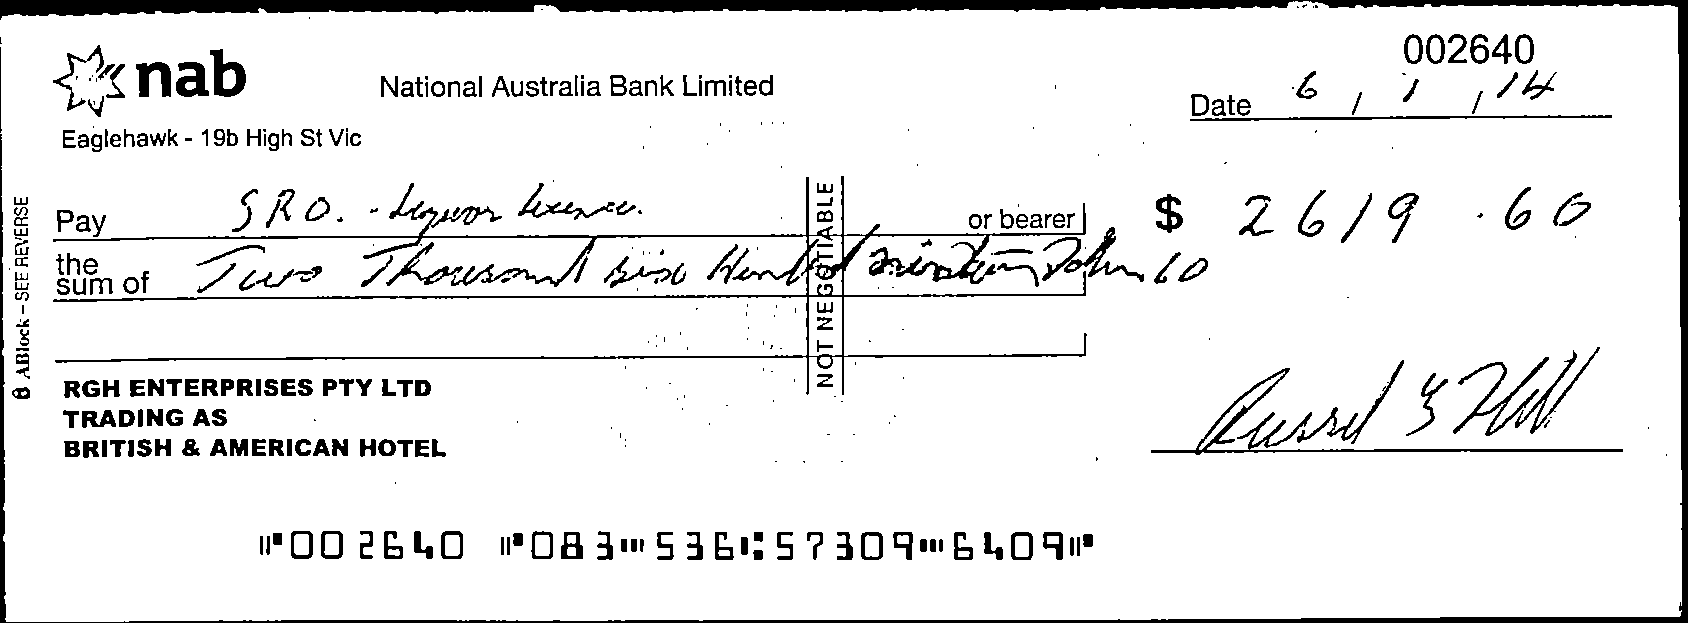 002640
nab
National Australia Bank Limited
Date 6 / 1 / 14
Eaglehawk - 19b High St Vic
Pay SRO. - Liquor Licence. or bearer $ 2619 .60
the sum of Two Thousand Six Hundred nineteen Dollars 60
NOT NEGOTIABLE
ABlock – SEE REVERSE
RGH ENTERPRISES PTY LTD
TRADING AS
BRITISH & AMERICAN HOTEL
Russel G Hill
⑈002640 ⑈083⑉536⑆57309⑉6409⑈